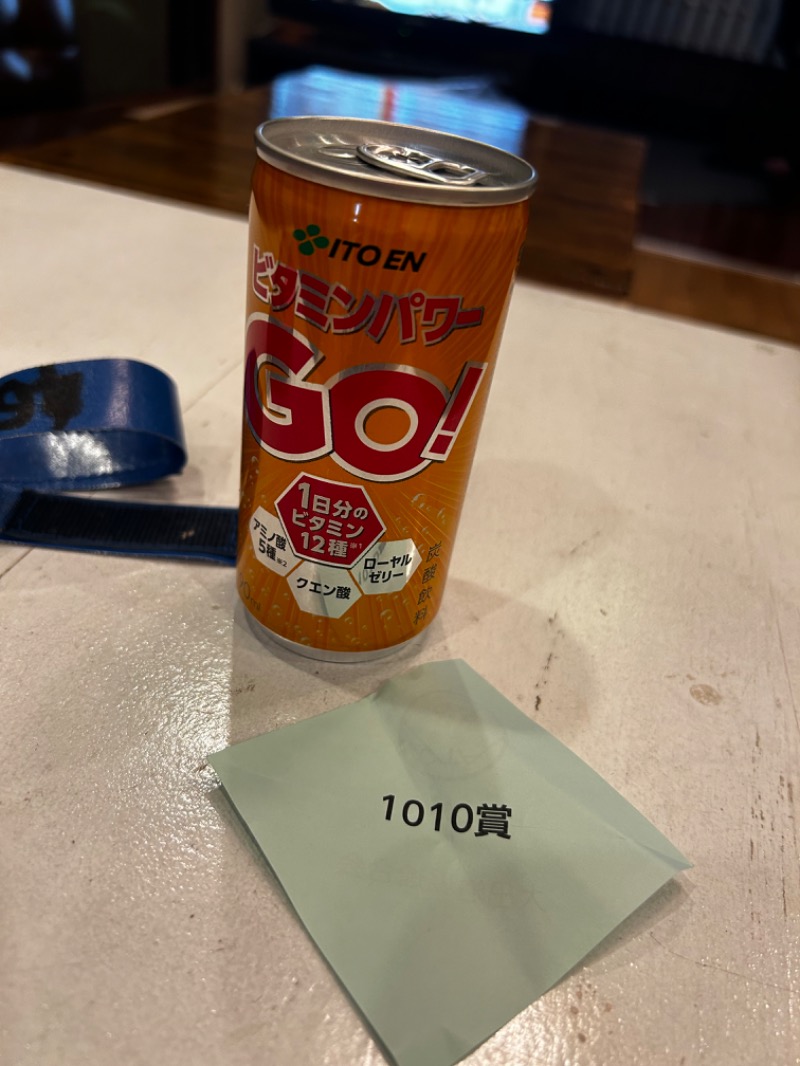 ITO EN
ビタミンパワー
GO!
1日分の
ビタミン
12種※1
アミノ酸
5種※2
クエン酸
ローヤル
ゼリー
炭酸飲料
1010賞